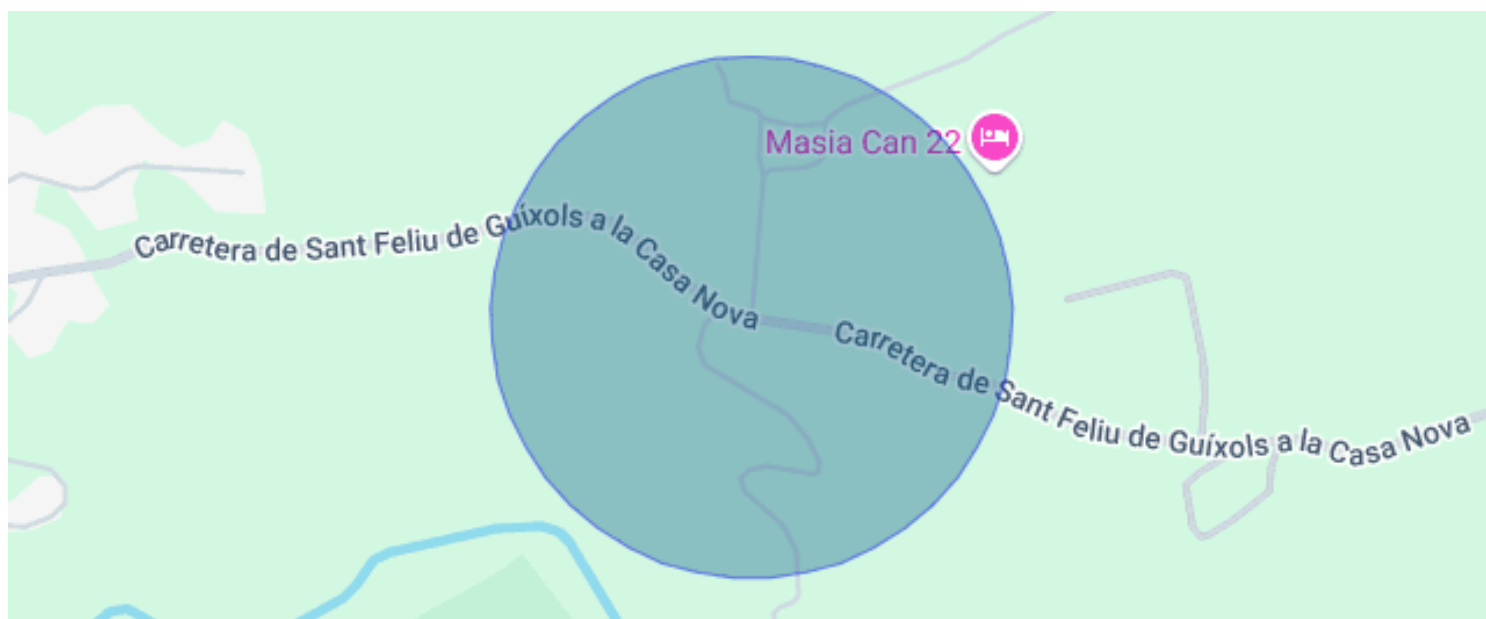 Masia Can 22
Carretera de Sant Feliu de Guíxols a la Casa Nova
Carretera de Sant Feliu de Guíxols a la Casa Nova